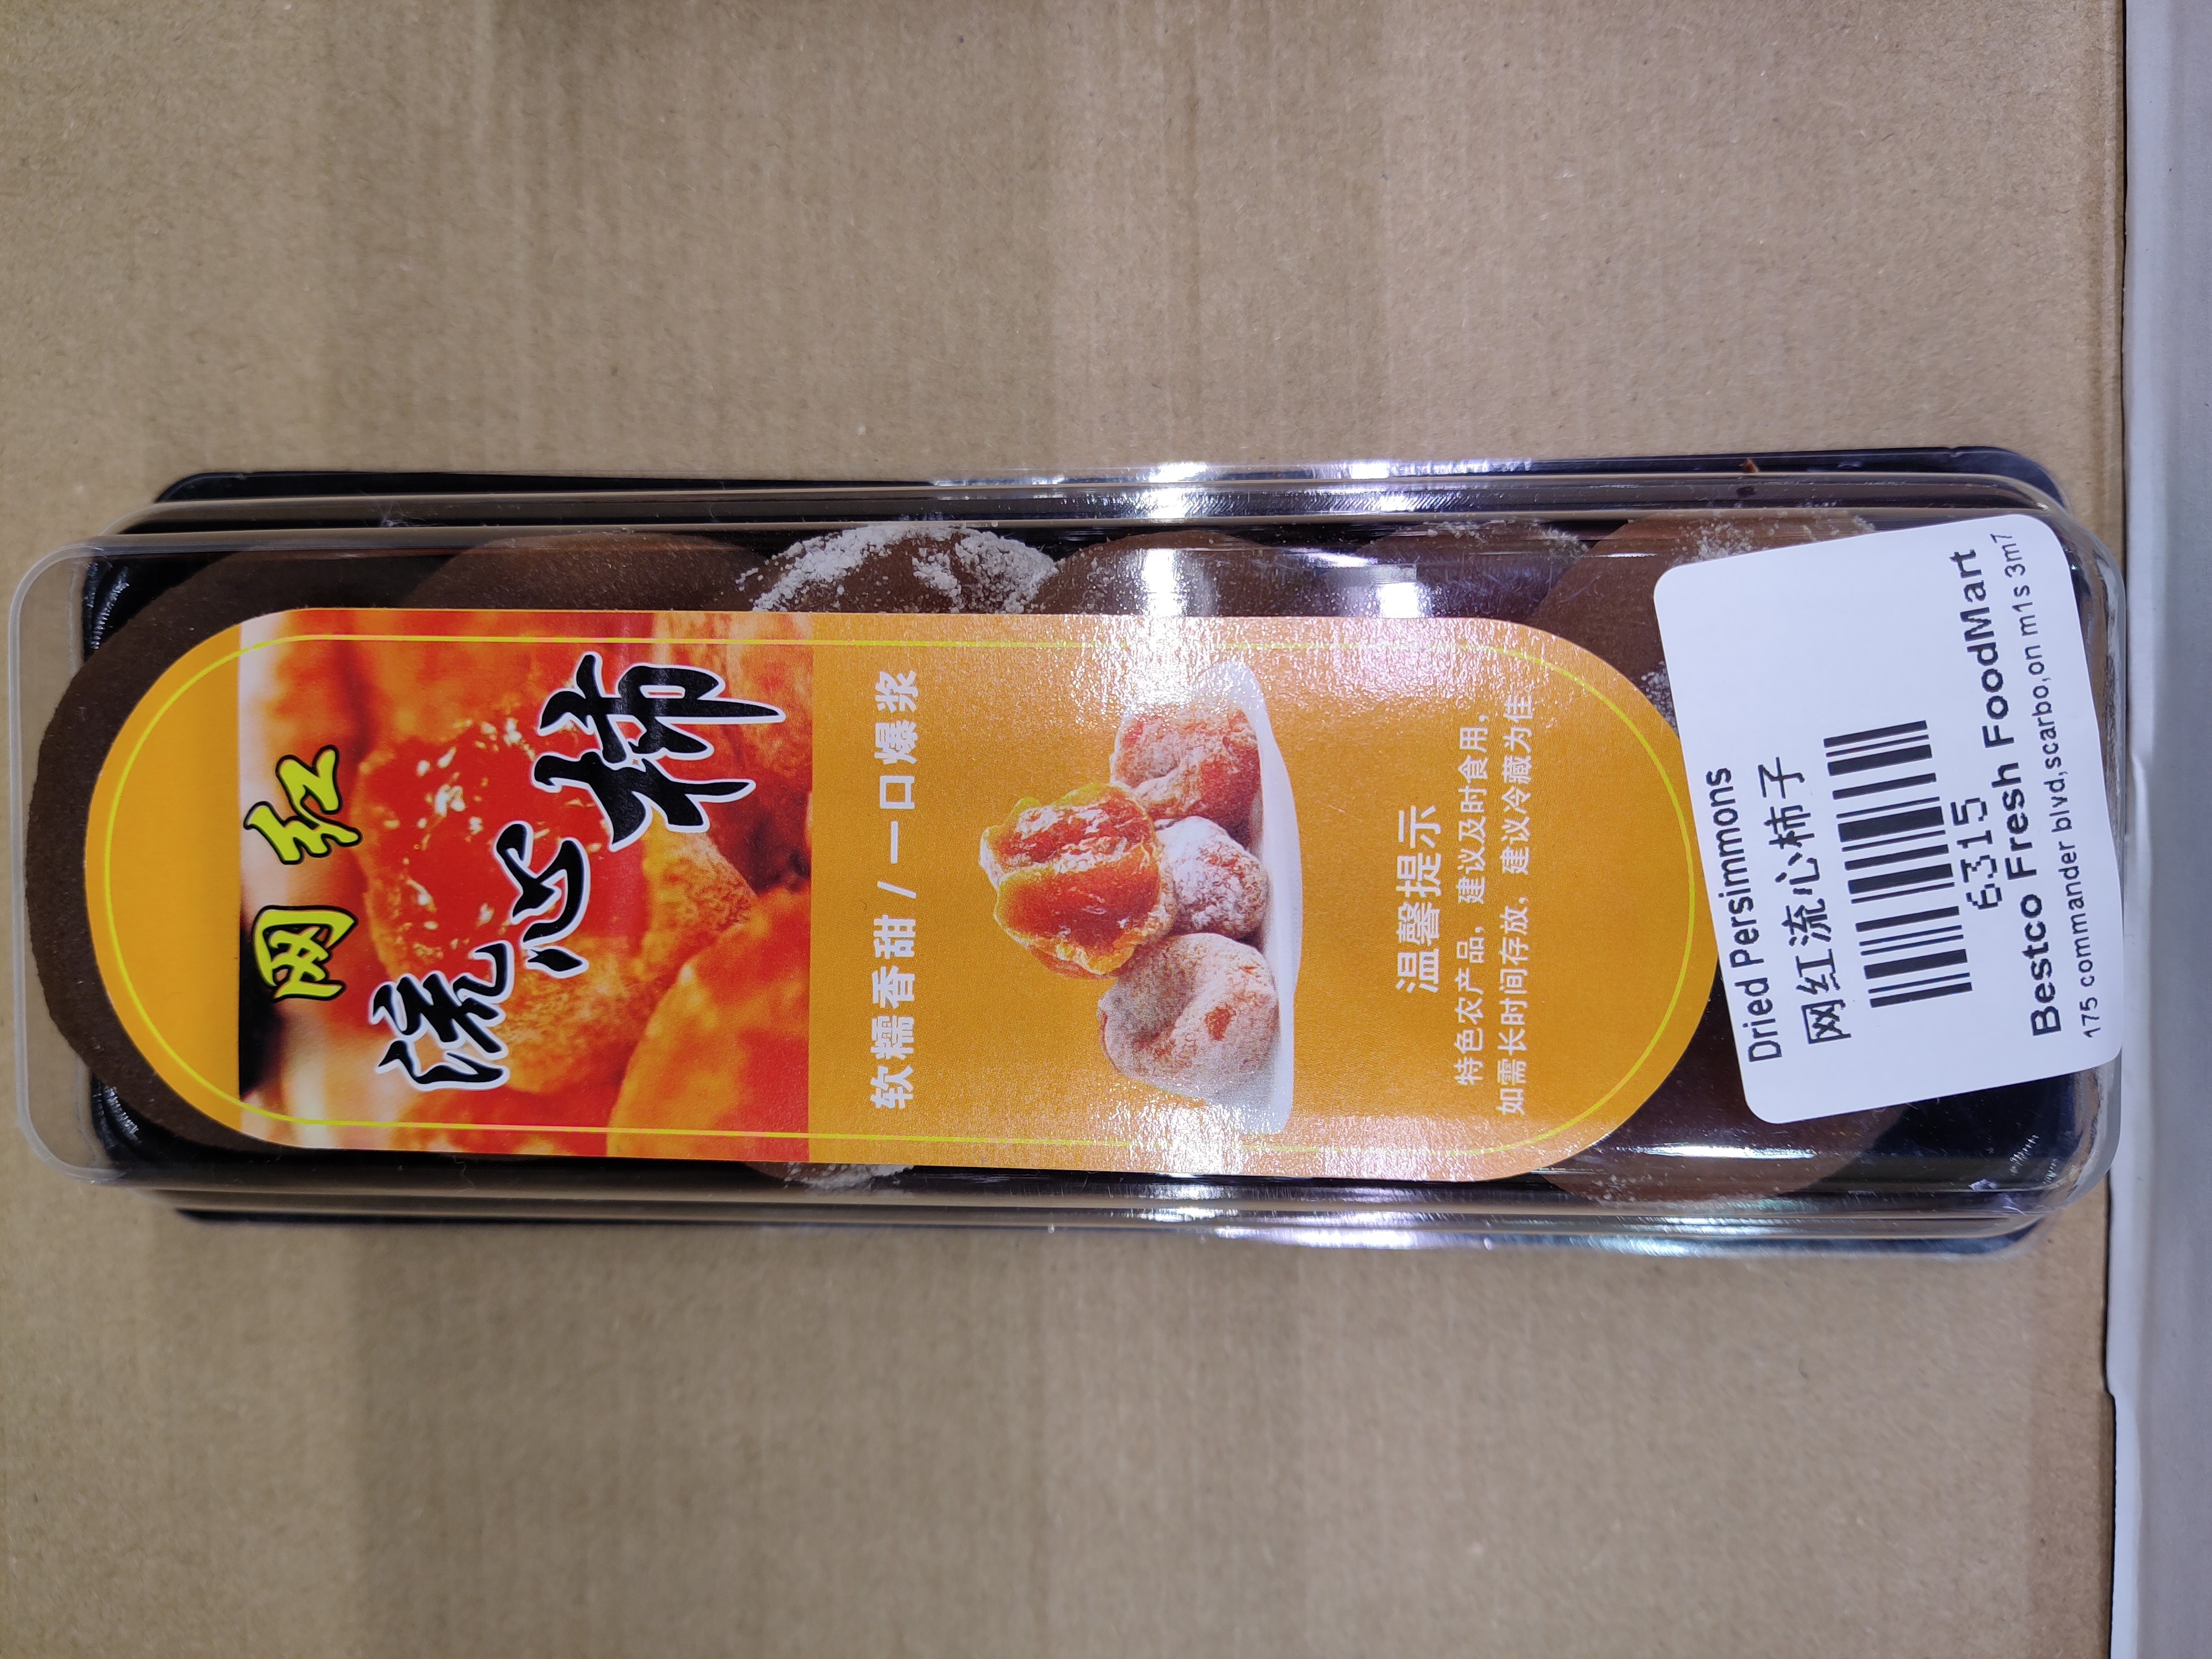 网红
流心柿
软糯香甜 / 一口爆浆
温馨提示
特色农产品，建议及时食用，
如需长时间存放，建议冷藏为佳
Dried Persimmons
网红流心柿子
6315
Bestco Fresh FoodMart
175 commander blvd,scarbo,on m1s 3m7